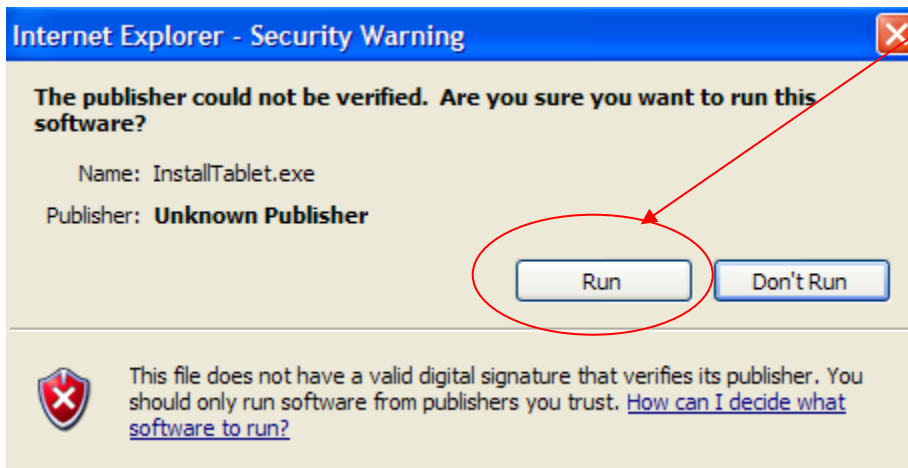 Internet Explorer - Security Warning
The publisher could not be verified.  Are you sure you want to run this
software?
Name: InstallTablet.exe
Publisher: Unknown Publisher
Run Don't Run
This file does not have a valid digital signature that verifies its publisher. You
should only run software from publishers you trust. How can I decide what
software to run?